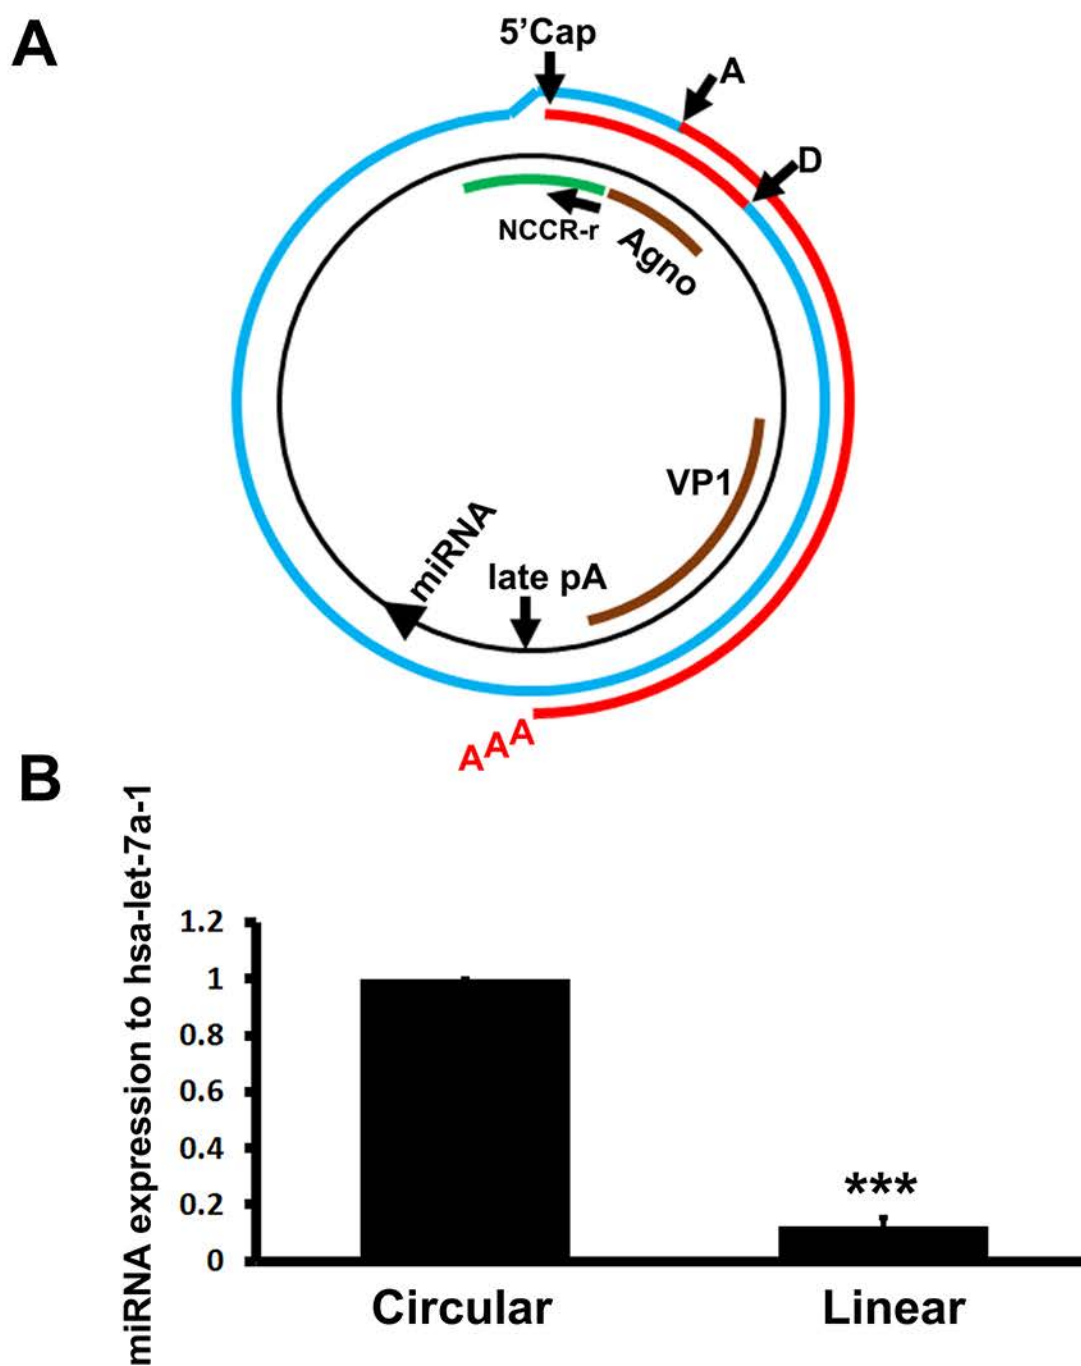 A
5'Cap
A
D
NCCR-r
Agno
VP1
miRNA
late pA
AAA
B
miRNA expression to hsa-let-7a-1
1.2
1
0.8
0.6
0.4
0.2
0
***
Circular
Linear